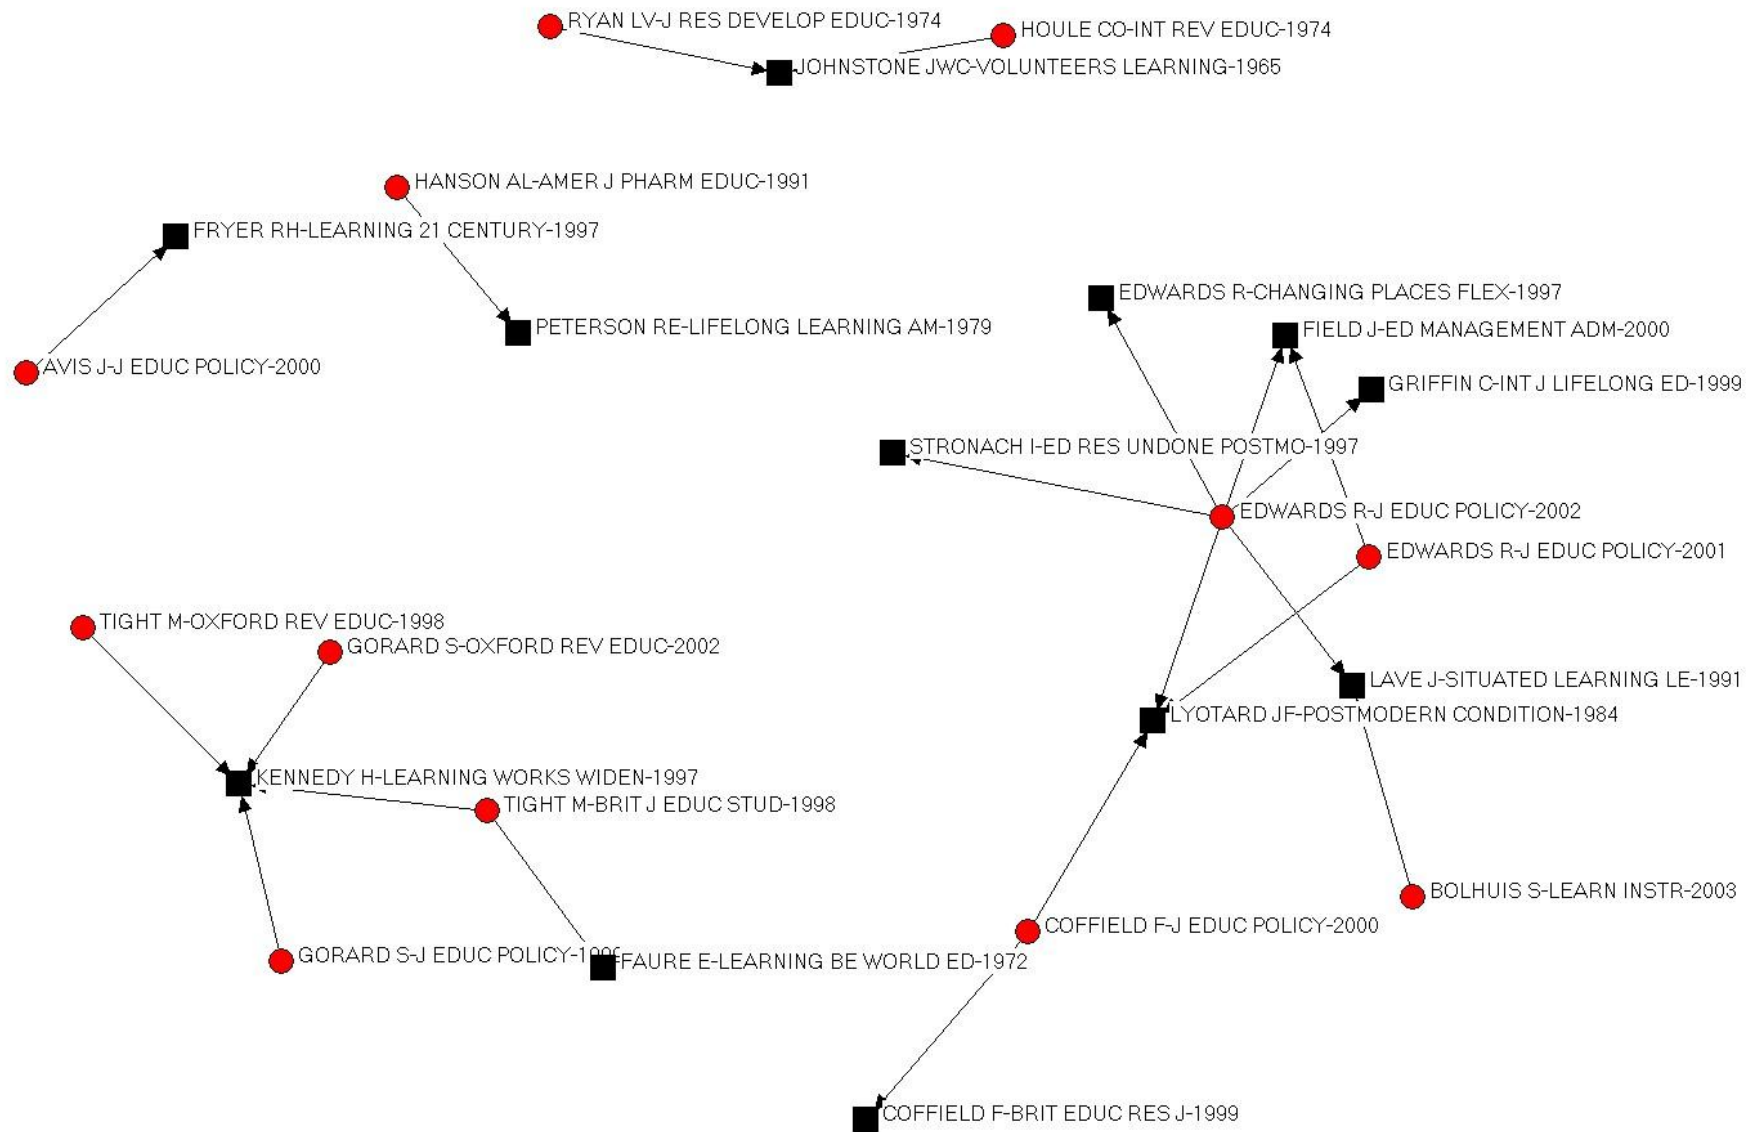 RYAN LV-J RES DEVELOP EDUC-1974
HOULE CO-INT REV EDUC-1974
JOHNSTONE JWC-VOLUNTEERS LEARNING-1965
HANSON AL-AMER J PHARM EDUC-1991
FRYER RH-LEARNING 21 CENTURY-1997
EDWARDS R-CHANGING PLACES FLEX-1997
PETERSON RE-LIFELONG LEARNING AM-1979
FIELD J-ED MANAGEMENT ADM-2000
AVIS J-J EDUC POLICY-2000
GRIFFIN C-INT J LIFELONG ED-1999
STRONACH I-ED RES UNDONE POSTMO-1997
EDWARDS R-J EDUC POLICY-2002
EDWARDS R-J EDUC POLICY-2001
TIGHT M-OXFORD REV EDUC-1998
GORARD S-OXFORD REV EDUC-2002
LAVE J-SITUATED LEARNING LE-1991
LYOTARD JF-POSTMODERN CONDITION-1984
KENNEDY H-LEARNING WORKS WIDEN-1997
TIGHT M-BRIT J EDUC STUD-1998
BOLHUIS S-LEARN INSTR-2003
COFFIELD F-J EDUC POLICY-2000
GORARD S-J EDUC
FAURE E-LEARNING BE WORLD ED-1972
COFFIELD F-BRIT EDUC RES J-1999